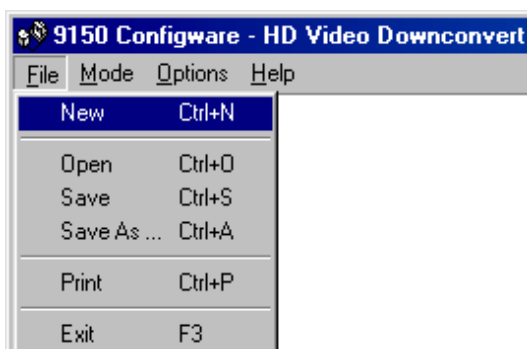 9150 Configware - HD Video Downconvert
File Mode Options Help
New Ctrl+N
Open Ctrl+O
Save Ctrl+S
Save As ... Ctrl+A
Print Ctrl+P
Exit F3